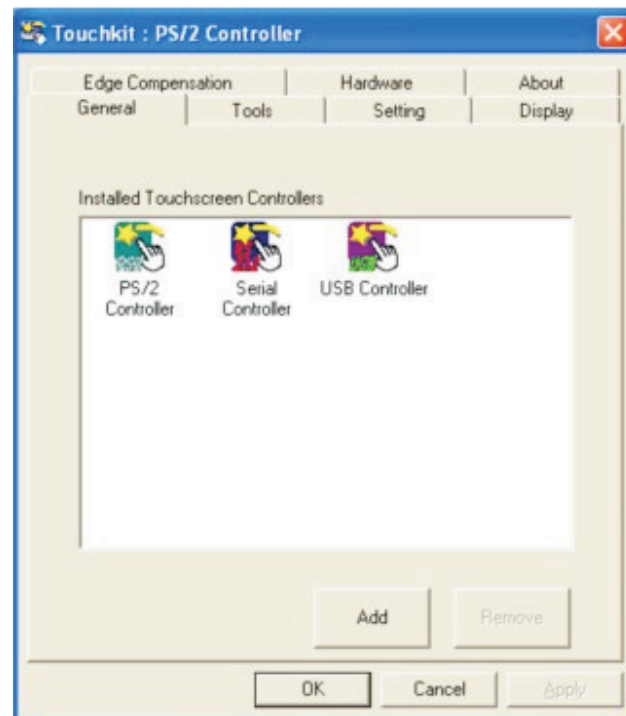 Touchkit : PS/2 Controller
Edge Compensation Hardware About
General Tools Setting Display
Installed Touchscreen Controllers
PS/2 Serial USB Controller
Controller Controller
Add Remove
OK Cancel Apply